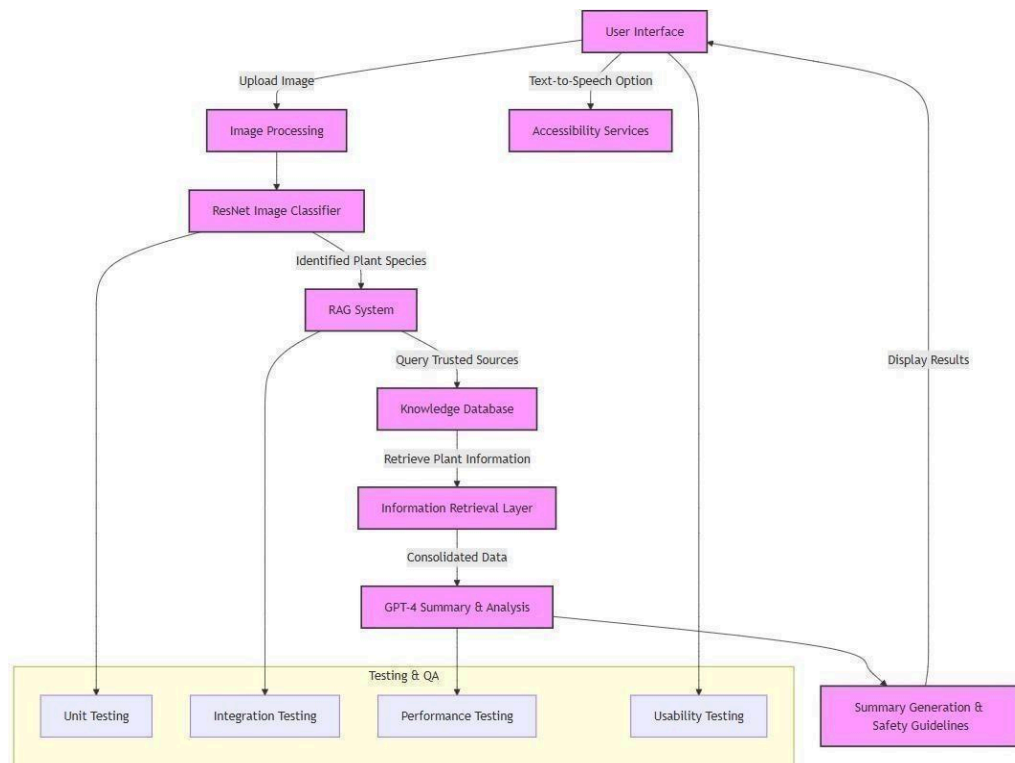 User Interface
Upload Image
Text-to-Speech Option
Image Processing
Accessibility Services
ResNet Image Classifier
Identified Plant Species
RAG System
Query Trusted Sources
Display Results
Knowledge Database
Retrieve Plant Information
Information Retrieval Layer
Consolidated Data
GPT-4 Summary & Analysis
Testing & QA
Unit Testing
Integration Testing
Performance Testing
Usability Testing
Summary Generation &
Safety Guidelines